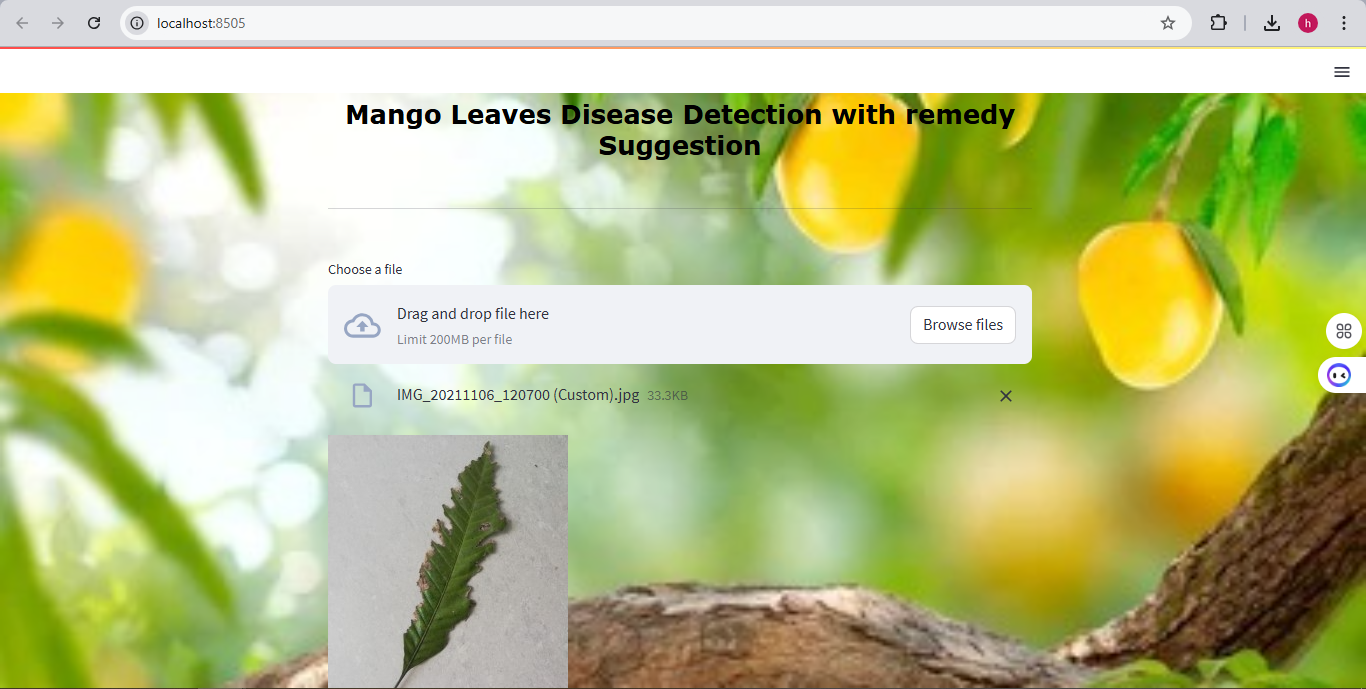 localhost:8505
h
Mango Leaves Disease Detection with remedy
Suggestion
Choose a file
Drag and drop file here
Limit 200MB per file
Browse files
IMG_20211106_120700 (Custom).jpg 33.3KB